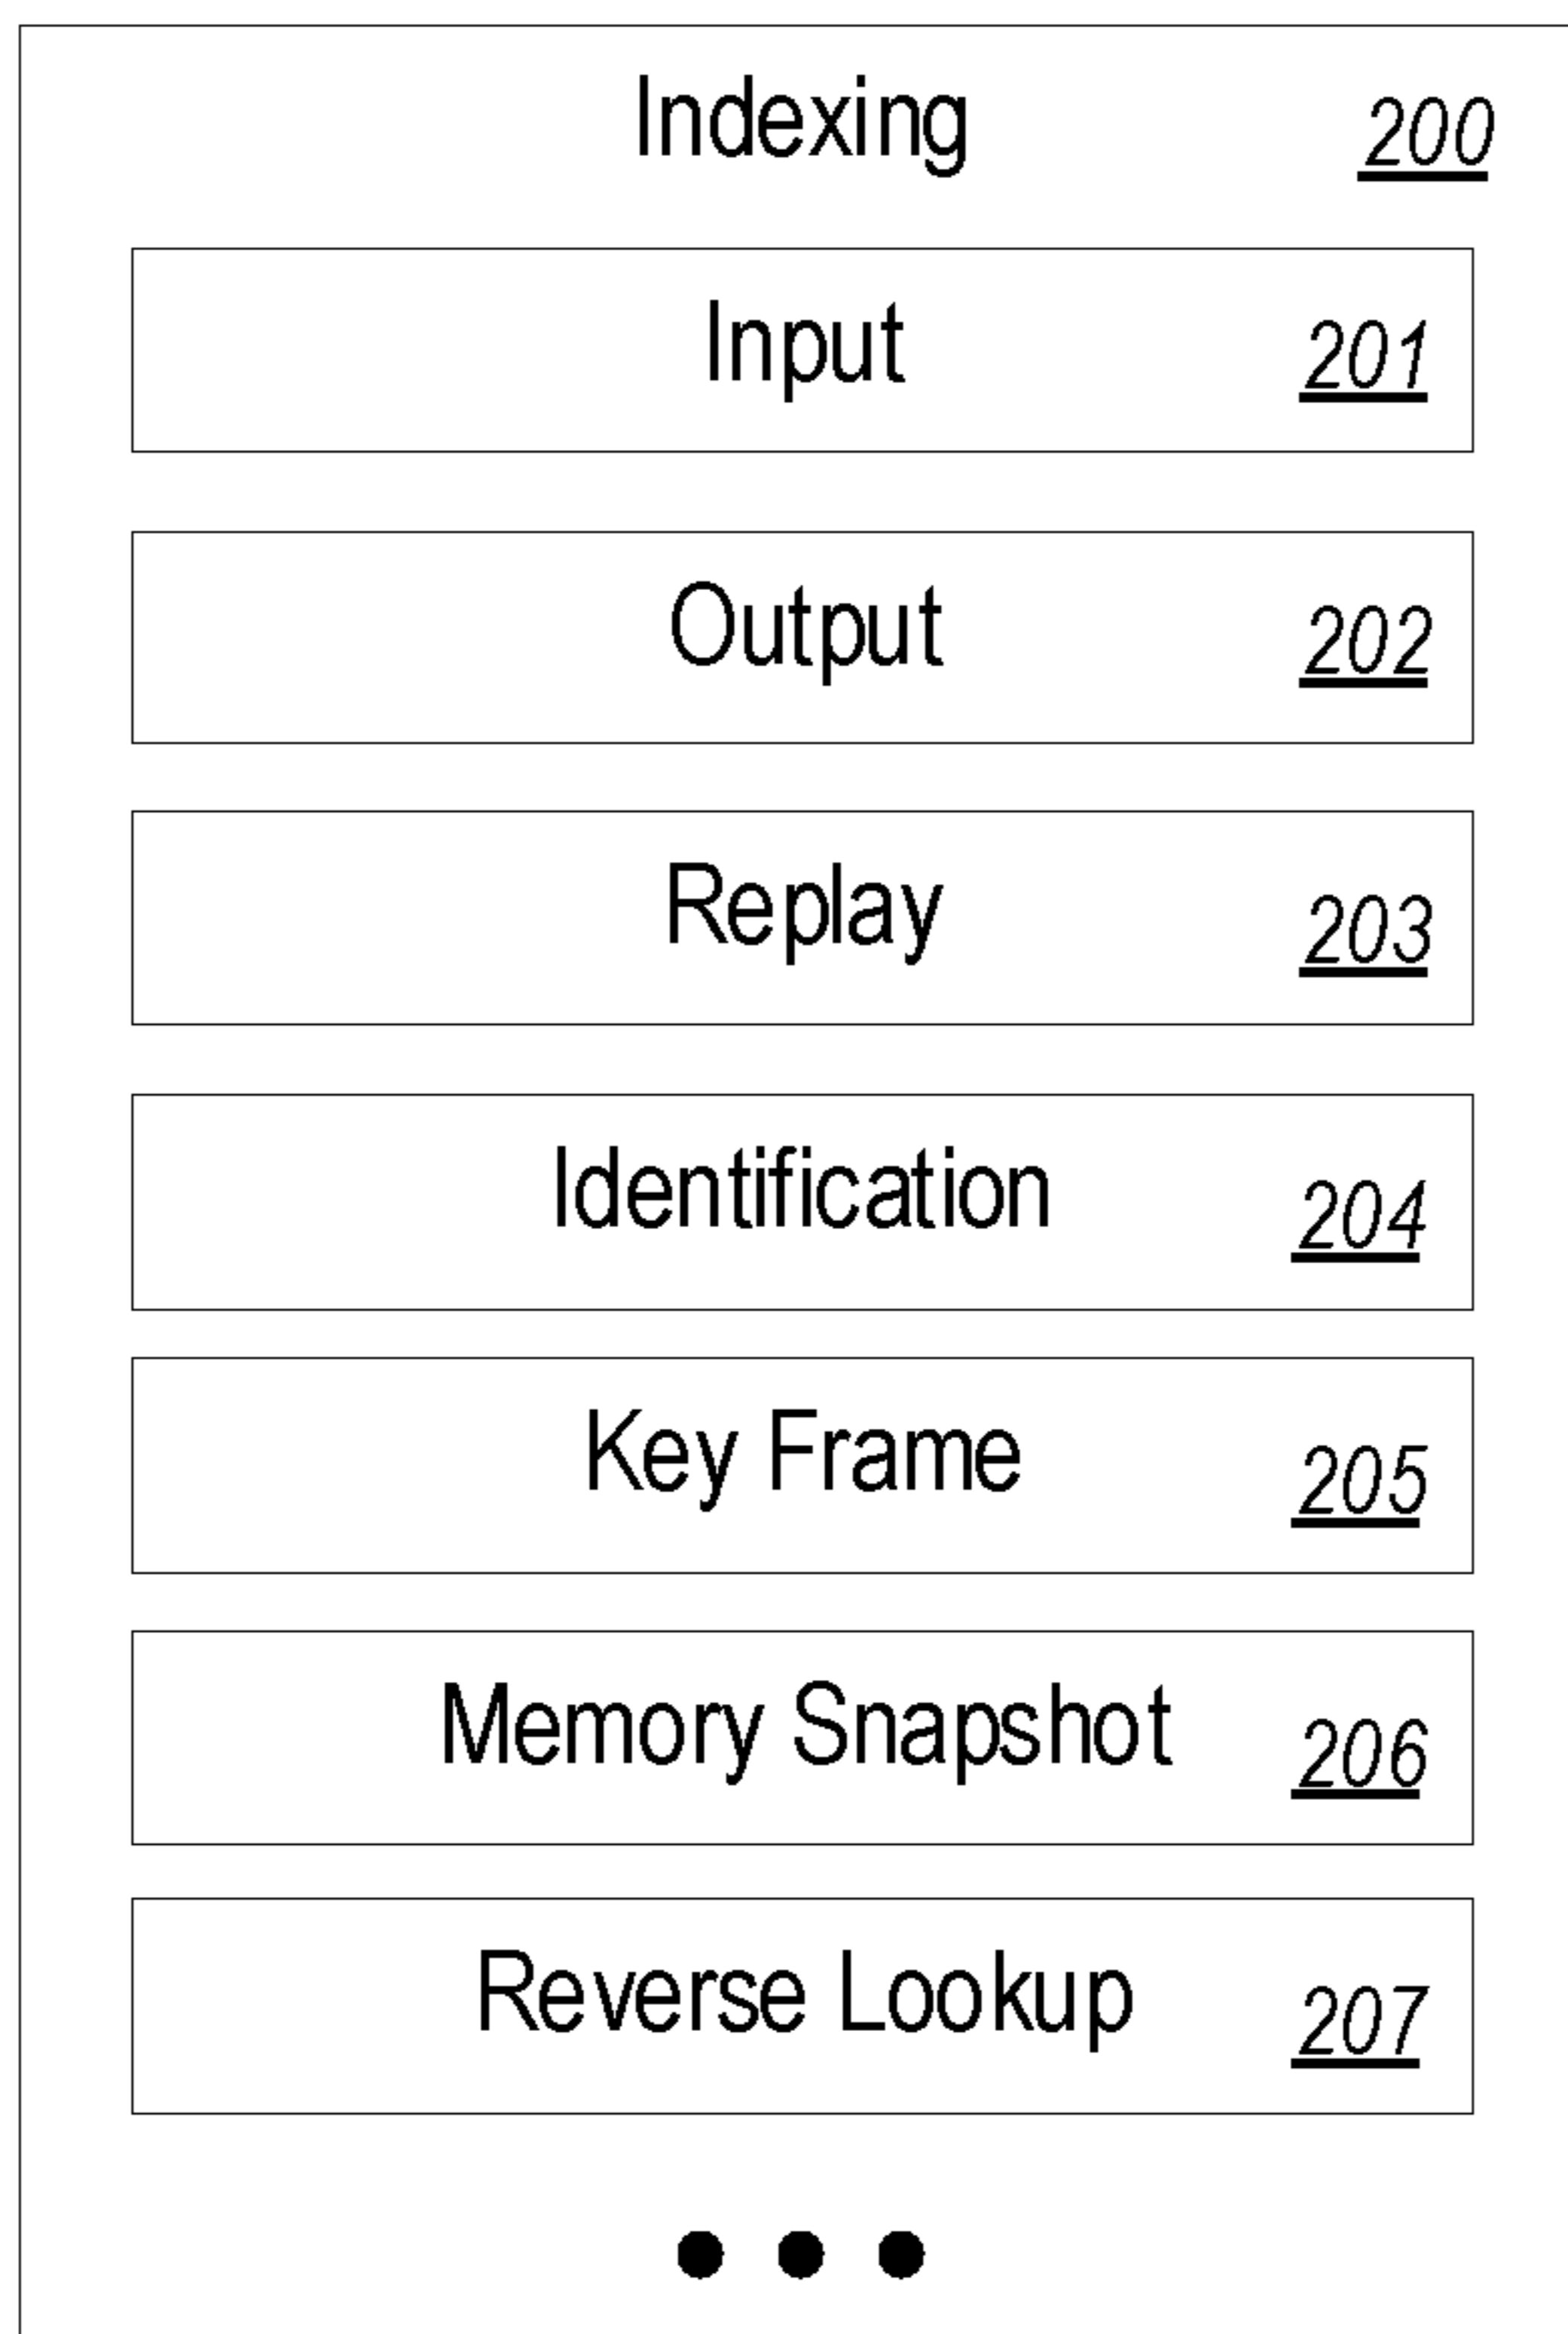 Indexing 200
Input 201
Output 202
Replay 203
Identification 204
Key Frame 205
Memory Snapshot 206
Reverse Lookup 207